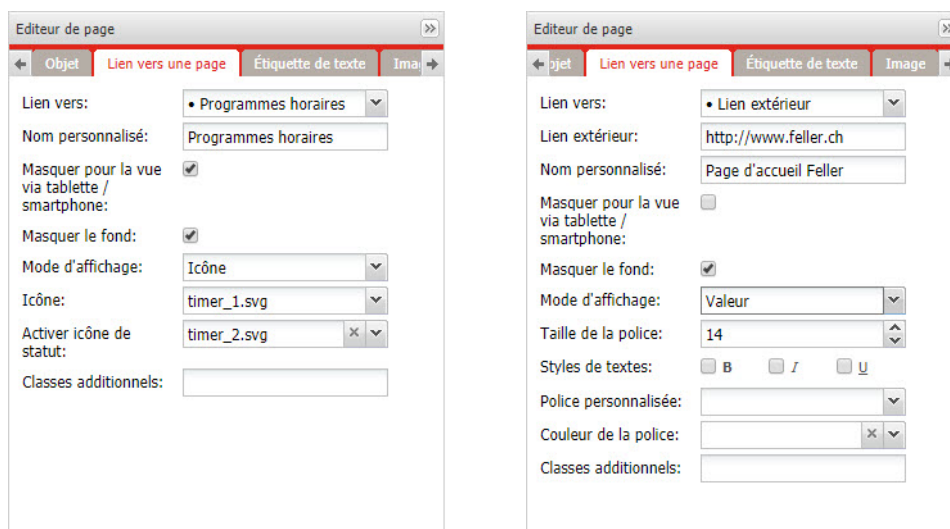 Editeur de page
Objet Lien vers une page Étiquette de texte Imag
Lien vers: • Programmes horaires
Nom personnalisé: Programmes horaires
Masquer pour la vue
via tablette /
smartphone:
Masquer le fond:
Mode d'affichage: Icône
Icône: timer_1.svg
Activer icône de
statut: timer_2.svg
Classes additionnels:
Editeur de page
bjet Lien vers une page Étiquette de texte Image
Lien vers: • Lien extérieur
Lien extérieur: http://www.feller.ch
Nom personnalisé: Page d'accueil Feller
Masquer pour la vue
via tablette /
smartphone:
Masquer le fond:
Mode d'affichage: Valeur
Taille de la police: 14
Styles de textes: B I U
Police personnalisée:
Couleur de la police:
Classes additionnels: